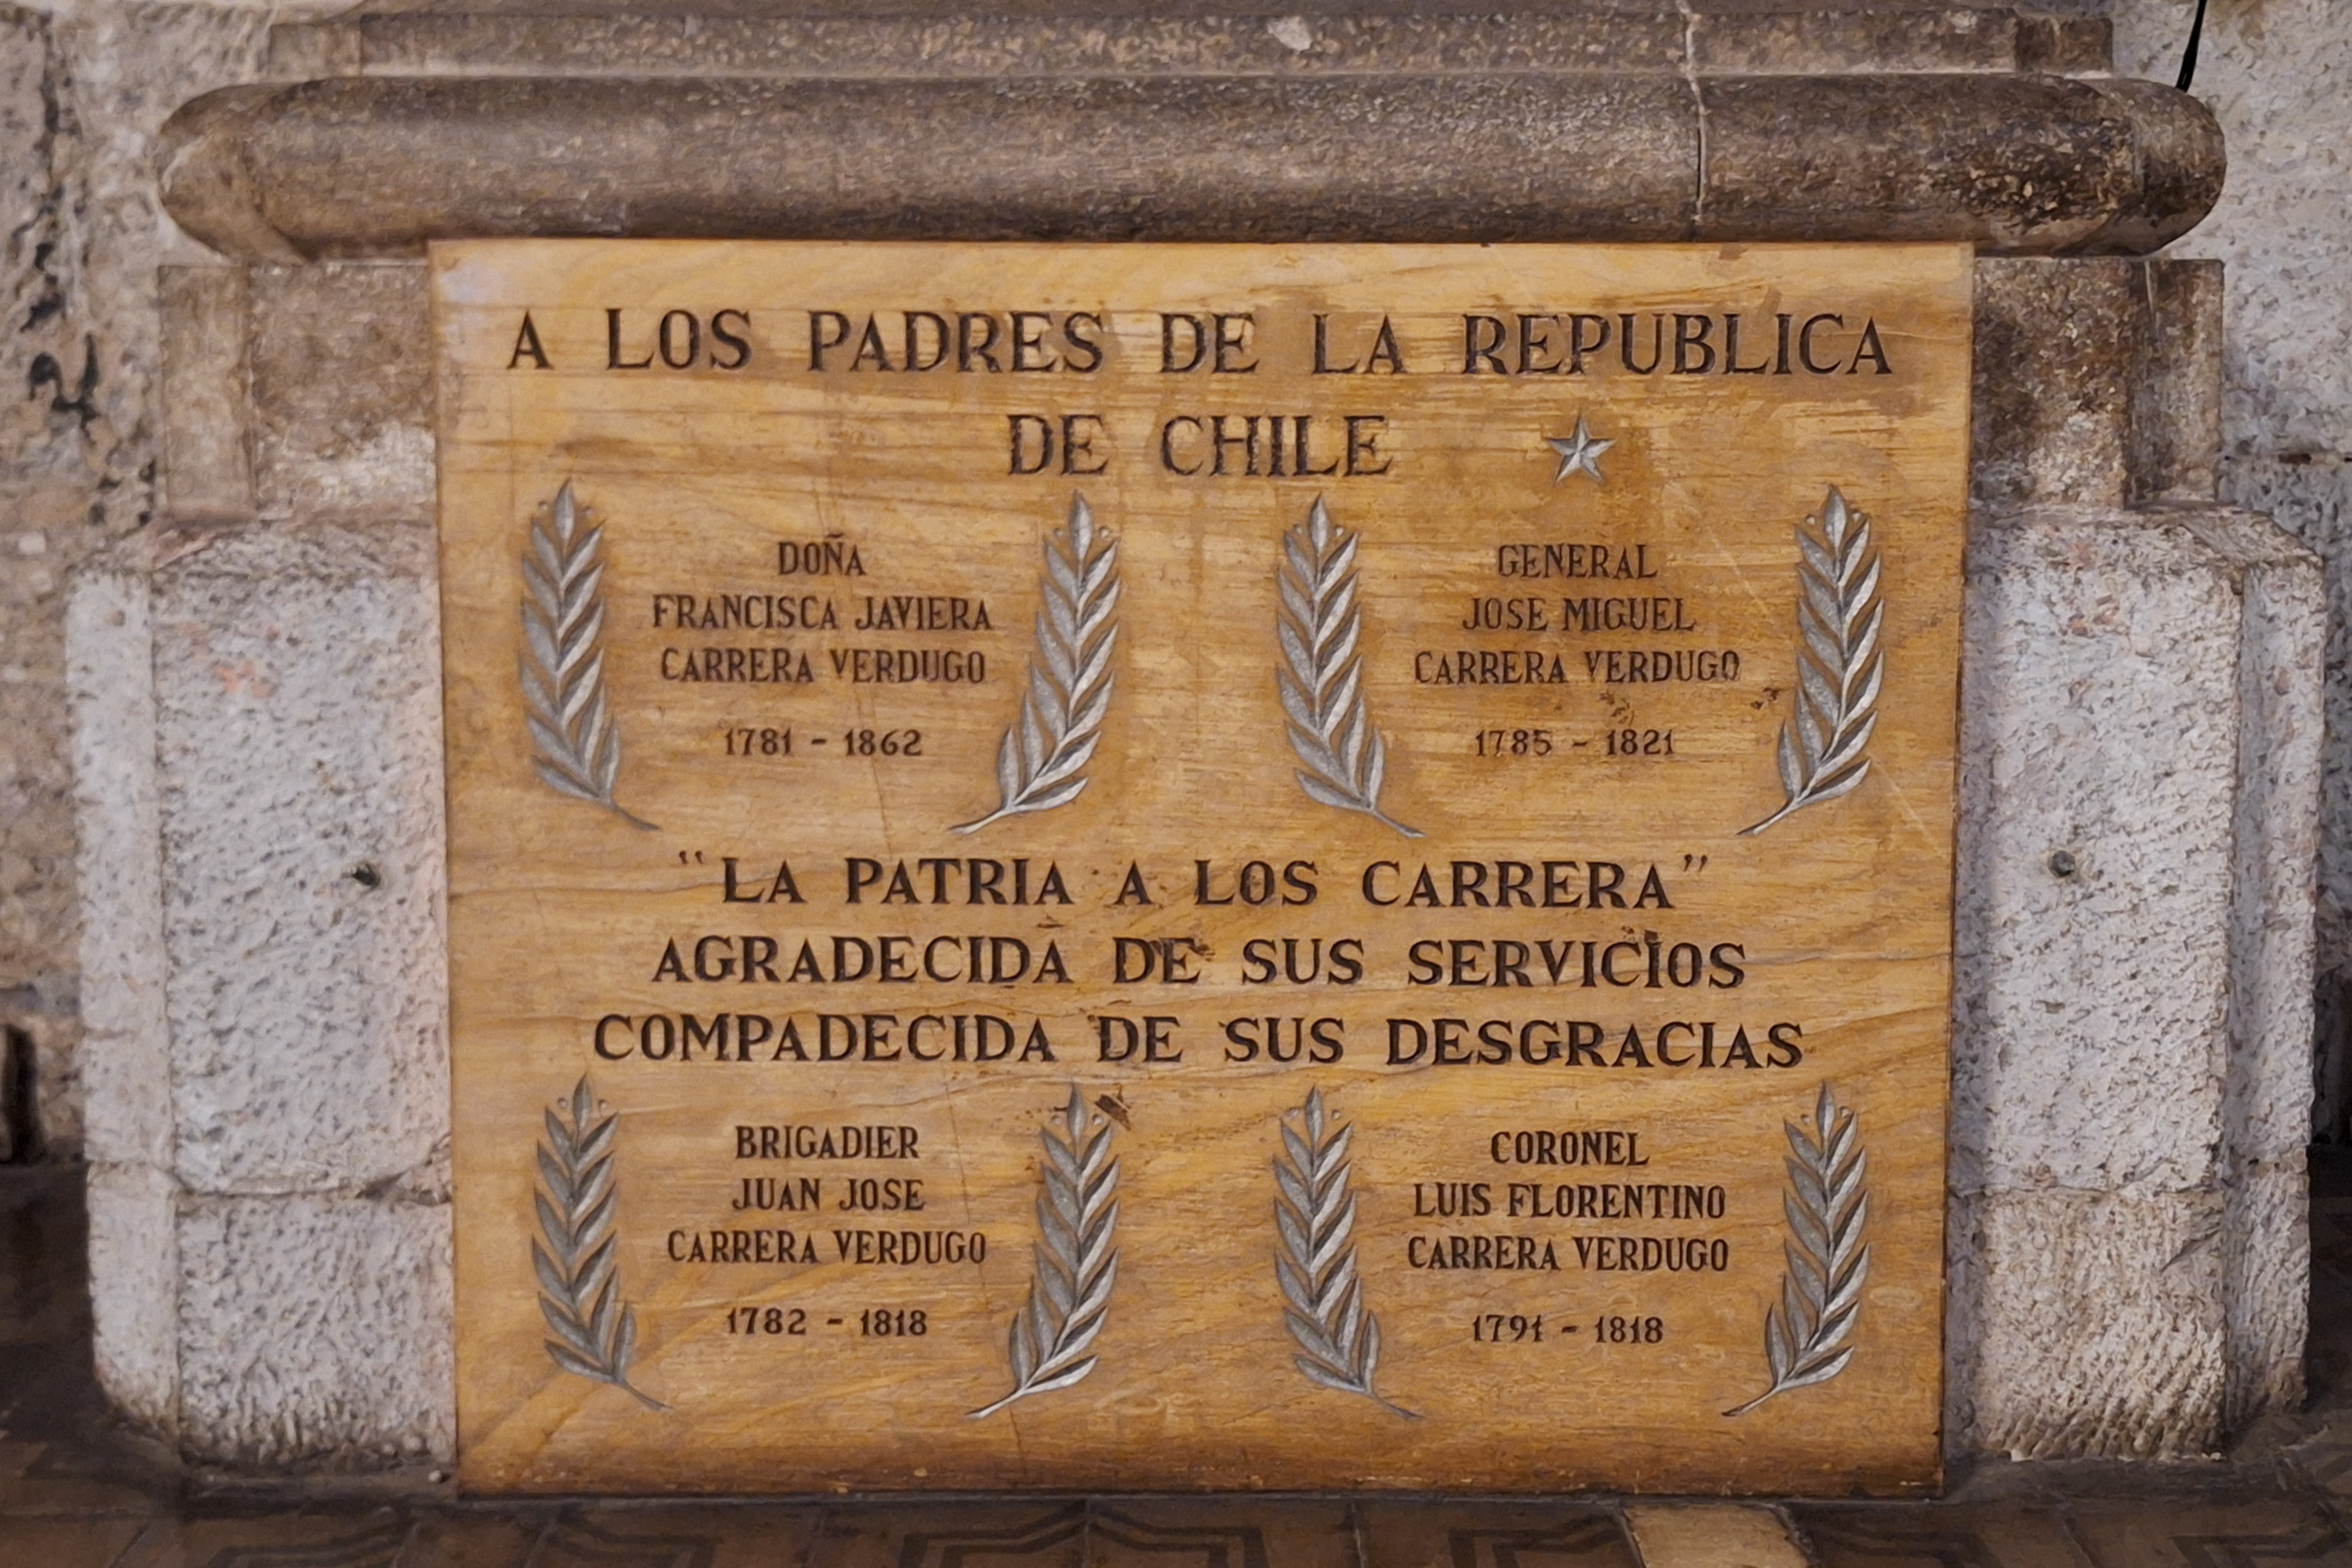 A LOS PADRES DE LA REPUBLICA
DE CHILE
DOÑA
FRANCISCA JAVIERA
CARRERA VERDUGO
1781 - 1862
GENERAL
JOSE MIGUEL
CARRERA VERDUGO
1785 - 1821
"LA PATRIA A LOS CARRERA"
AGRADECIDA DE SUS SERVICIOS
COMPADECIDA DE SUS DESGRACIAS
BRIGADIER
JUAN JOSE
CARRERA VERDUGO
1782 - 1818
CORONEL
LUIS FLORENTINO
CARRERA VERDUGO
1791 - 1818